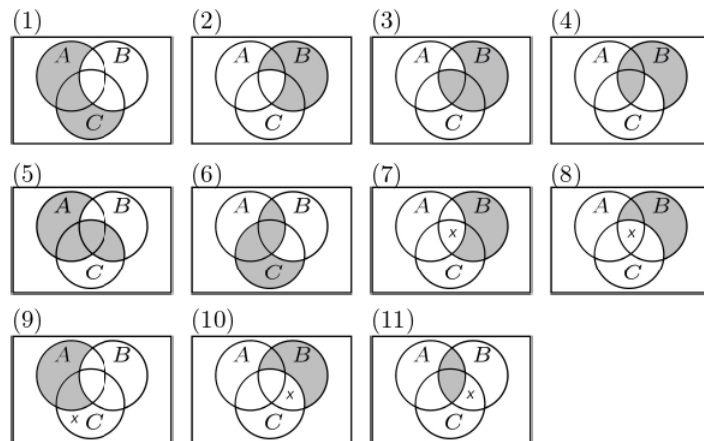 (1) (2) (3) (4)
A B A B A B A B
C C C C
(5) (6) (7) (8)
A B A B A B A B
x x
C C C C
(9) (10) (11)
A B A B A B
x x
x C C C